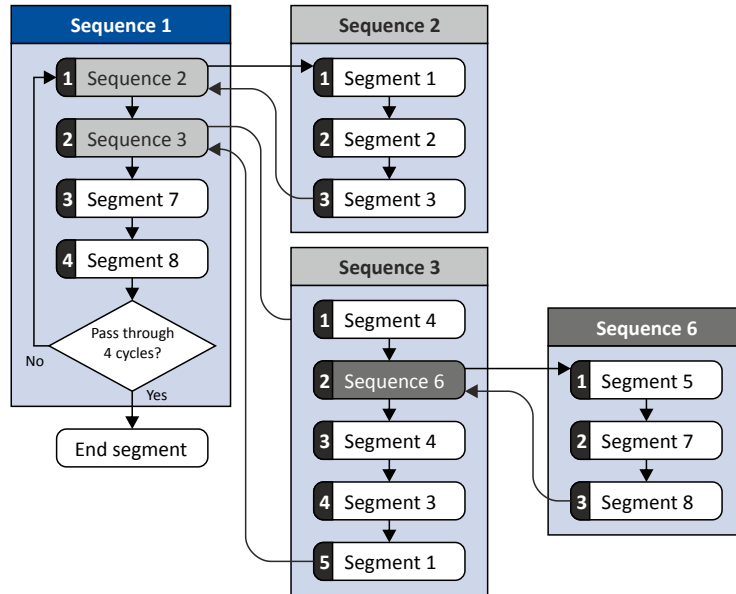 Sequence 1
1 Sequence 2
2 Sequence 3
3 Segment 7
4 Segment 8
Pass through
4 cycles?
No
Yes
End segment
Sequence 2
1 Segment 1
2 Segment 2
3 Segment 3
Sequence 3
1 Segment 4
2 Sequence 6
3 Segment 4
4 Segment 3
5 Segment 1
Sequence 6
1 Segment 5
2 Segment 7
3 Segment 8